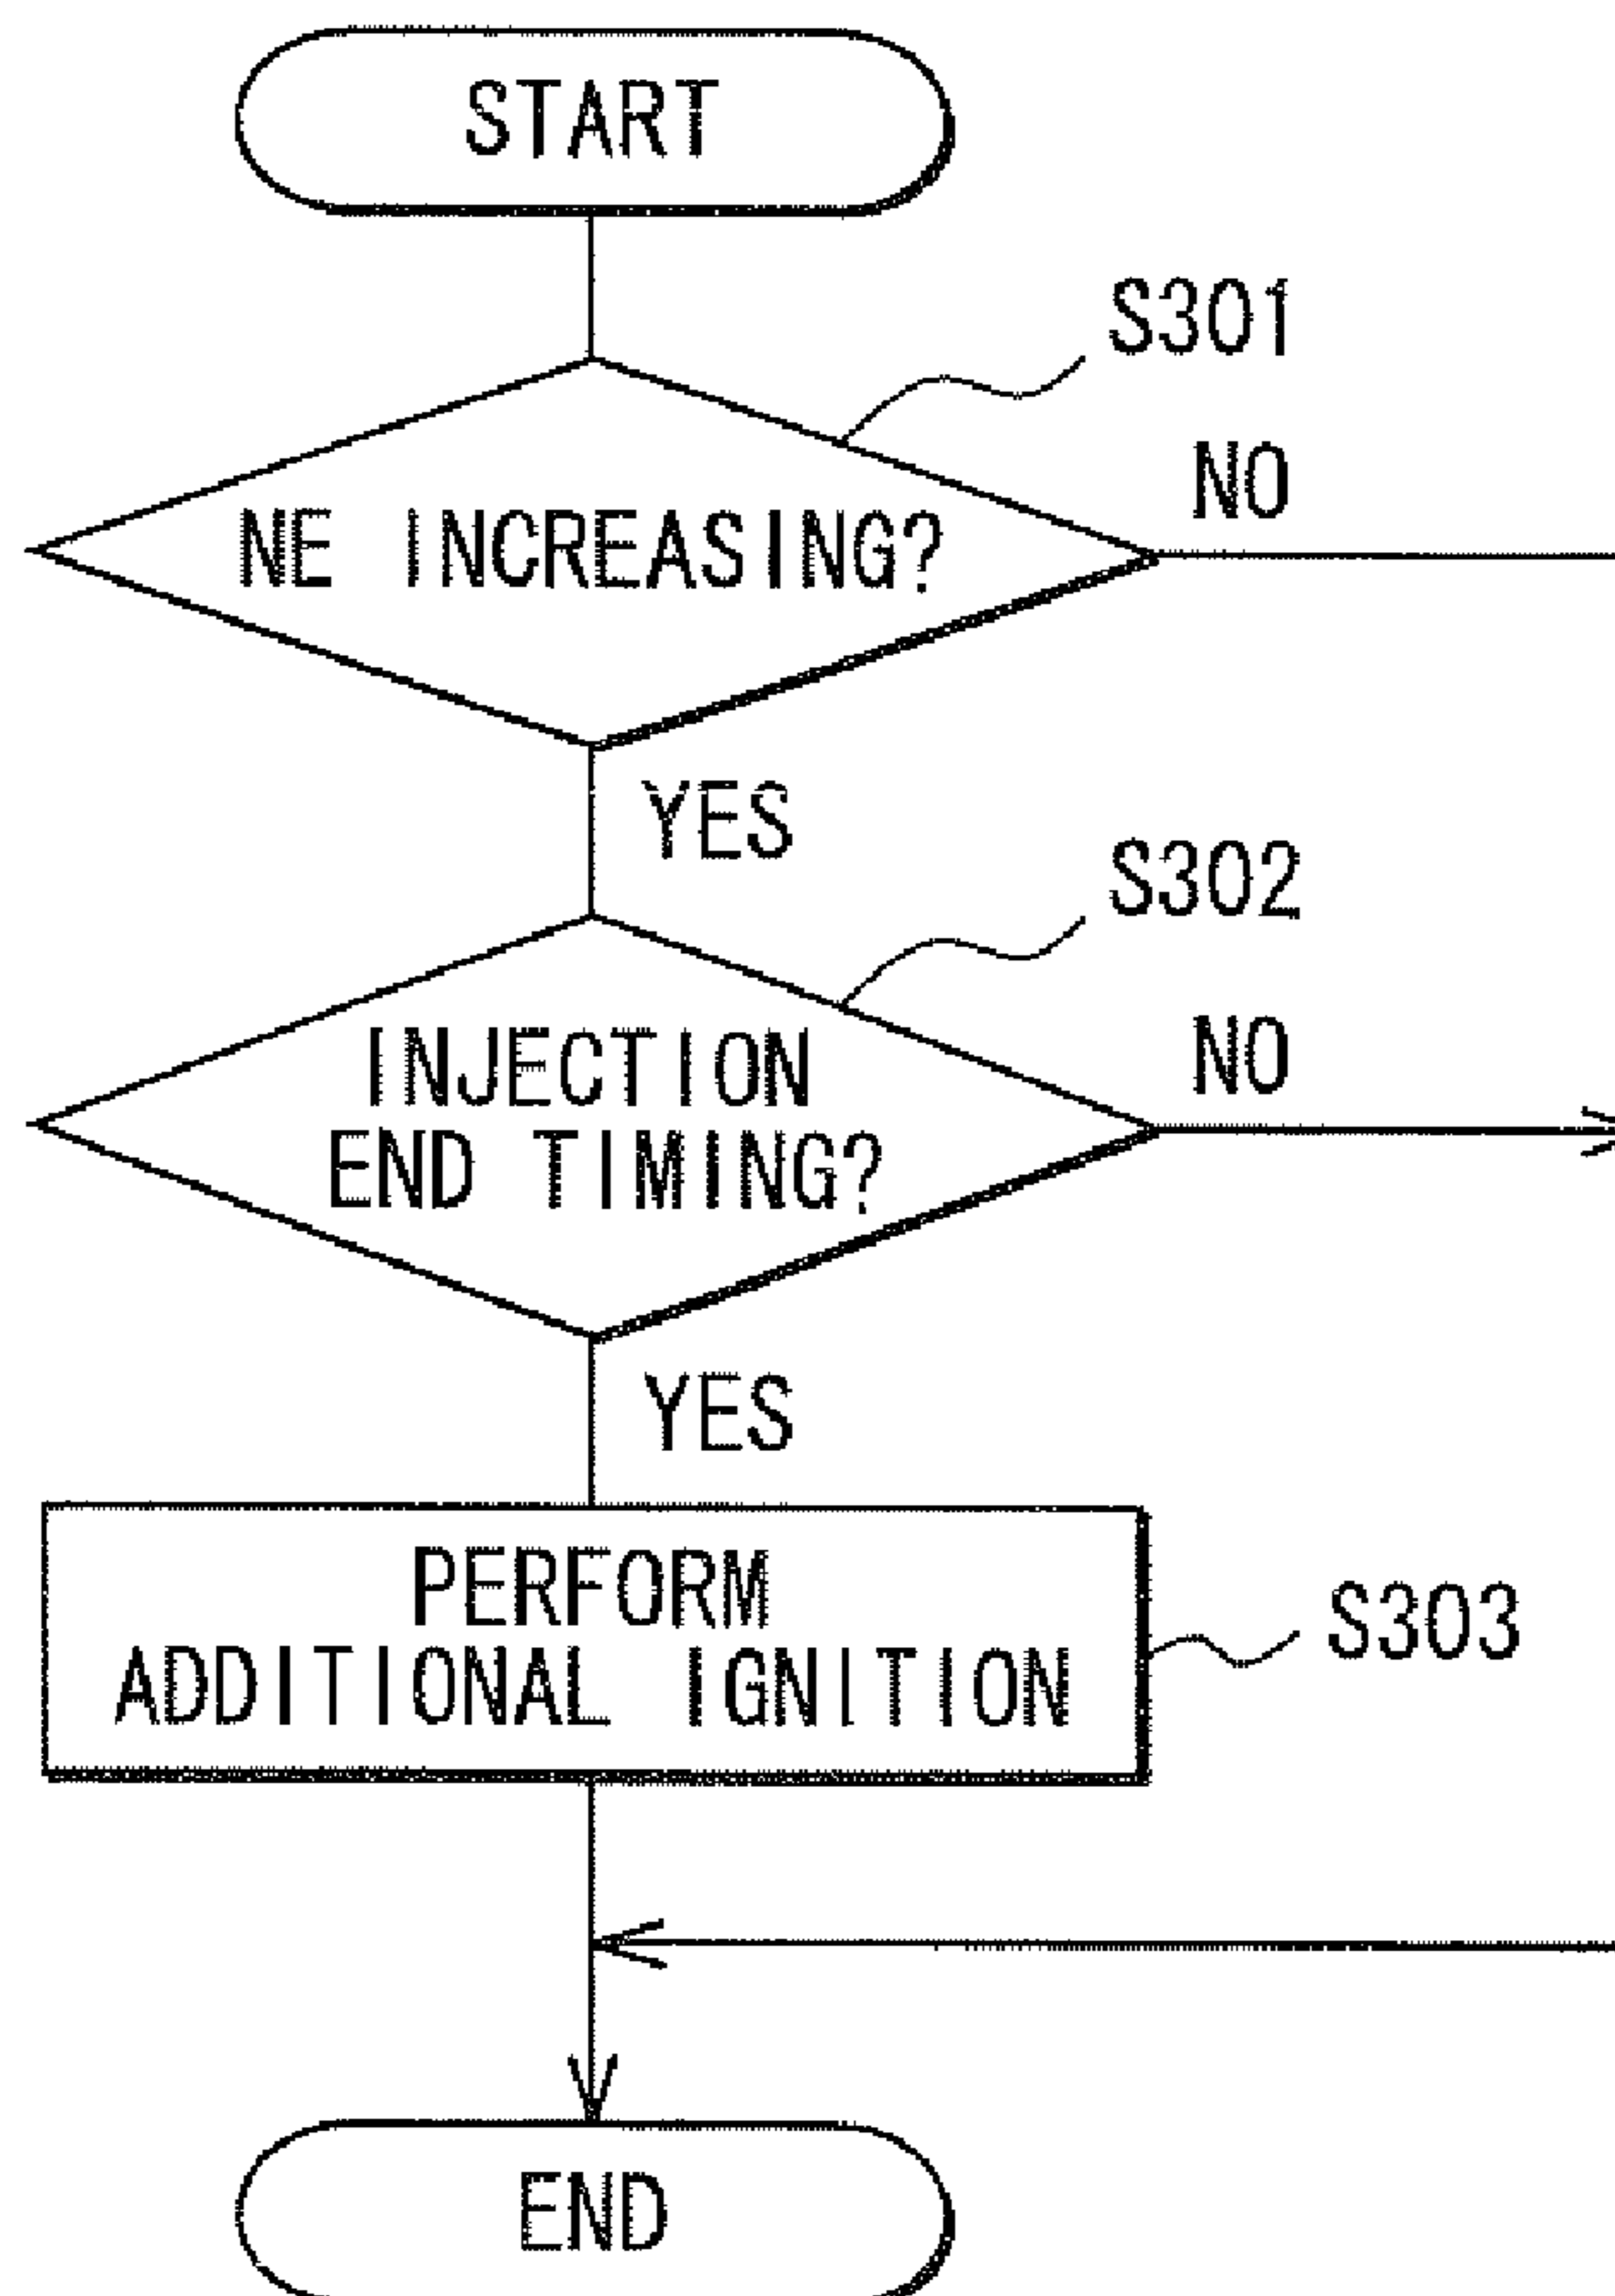 START
S301
NO
NE INCREASING?
YES
S302
NO
INJECTION
END TIMING?
YES
PERFORM
ADDITIONAL IGNITION
S303
END